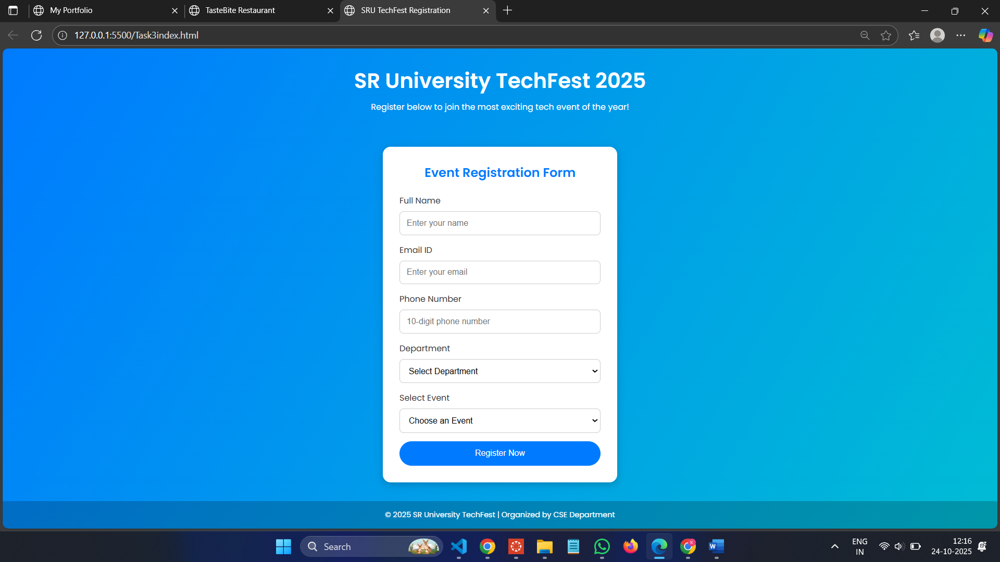 My Portfolio
TasteBite Restaurant
SRU TechFest Registration
127.0.0.1:5500/Task3index.html
SR University TechFest 2025
Register below to join the most exciting tech event of the year!
Event Registration Form
Full Name
Enter your name
Email ID
Enter your email
Phone Number
10-digit phone number
Department
Select Department
Select Event
Choose an Event
Register Now
© 2025 SR University TechFest | Organized by CSE Department
Search
K
W
ENG
IN
12:16
24-10-2025